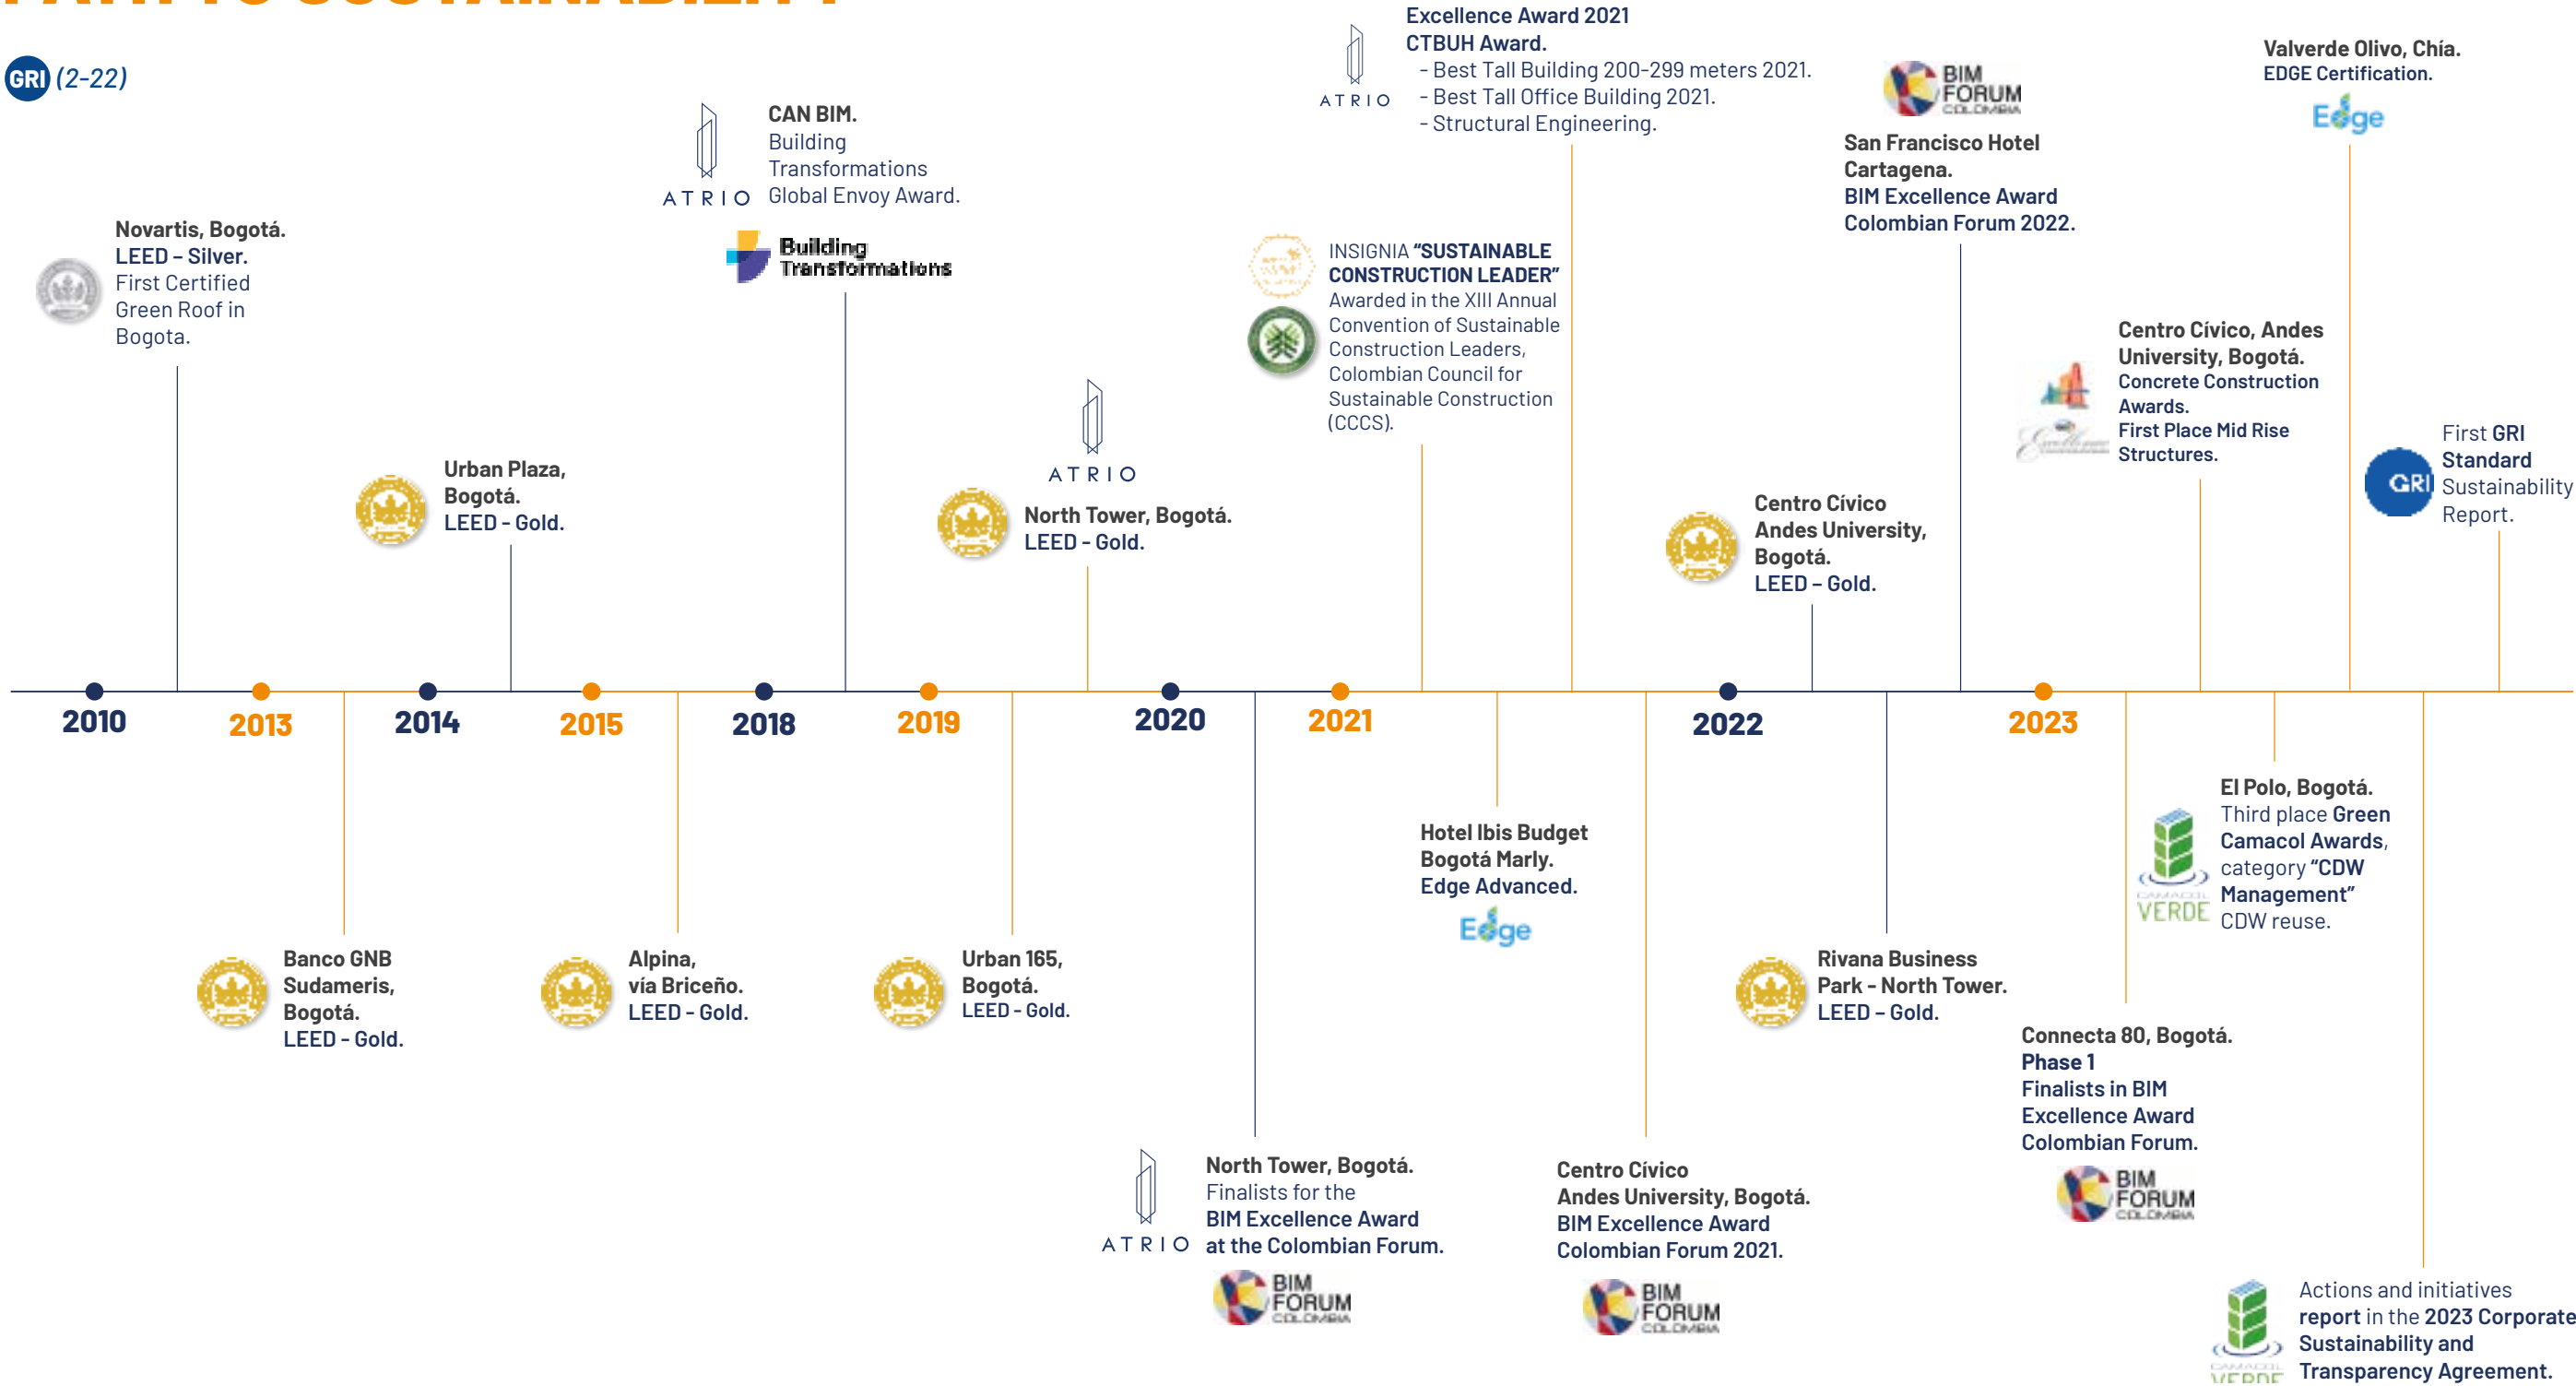 PATH TO SUSTAINABILITY
GRI (2-22)
Novartis, Bogotá.
LEED – Silver.
First Certified
Green Roof in
Bogota.
Urban Plaza,
Bogotá.
LEED - Gold.
ATRIO
CAN BIM.
Building
Transformations
Global Envoy Award.
Building
Transformations
ATRIO
North Tower, Bogotá.
LEED - Gold.
INSIGNIA “SUSTAINABLE
CONSTRUCTION LEADER”
Awarded in the XIII Annual
Convention of Sustainable
Construction Leaders,
Colombian Council for
Sustainable Construction
(CCCS).
ATRIO
Excellence Award 2021
CTBUH Award.
- Best Tall Building 200-299 meters 2021.
- Best Tall Office Building 2021.
- Structural Engineering.
Centro Cívico
Andes University,
Bogotá.
LEED – Gold.
BIM
FORUM
COLOMBIA
San Francisco Hotel
Cartagena.
BIM Excellence Award
Colombian Forum 2022.
Centro Cívico, Andes
University, Bogotá.
Concrete Construction
Awards.
First Place Mid Rise
Structures.
Valverde Olivo, Chía.
EDGE Certification.
Edge
GRI
First GRI
Standard
Sustainability
Report.
2010
2013
2014
2015
2018
2019
2020
2021
2022
2023
Banco GNB
Sudameris,
Bogotá.
LEED - Gold.
Alpina,
vía Briceño.
LEED - Gold.
Urban 165,
Bogotá.
LEED - Gold.
ATRIO
North Tower, Bogotá.
Finalists for the
BIM Excellence Award
at the Colombian Forum.
BIM
FORUM
COLOMBIA
Hotel Ibis Budget
Bogotá Marly.
Edge Advanced.
Edge
Centro Cívico
Andes University, Bogotá.
BIM Excellence Award
Colombian Forum 2021.
BIM
FORUM
COLOMBIA
Rivana Business
Park - North Tower.
LEED – Gold.
Connecta 80, Bogotá.
Phase 1
Finalists in BIM
Excellence Award
Colombian Forum.
BIM
FORUM
COLOMBIA
CAMACOL
VERDE
El Polo, Bogotá.
Third place Green
Camacol Awards,
category “CDW
Management”
CDW reuse.
CAMACOL
VERDE
Actions and initiatives
report in the 2023 Corporate
Sustainability and
Transparency Agreement.